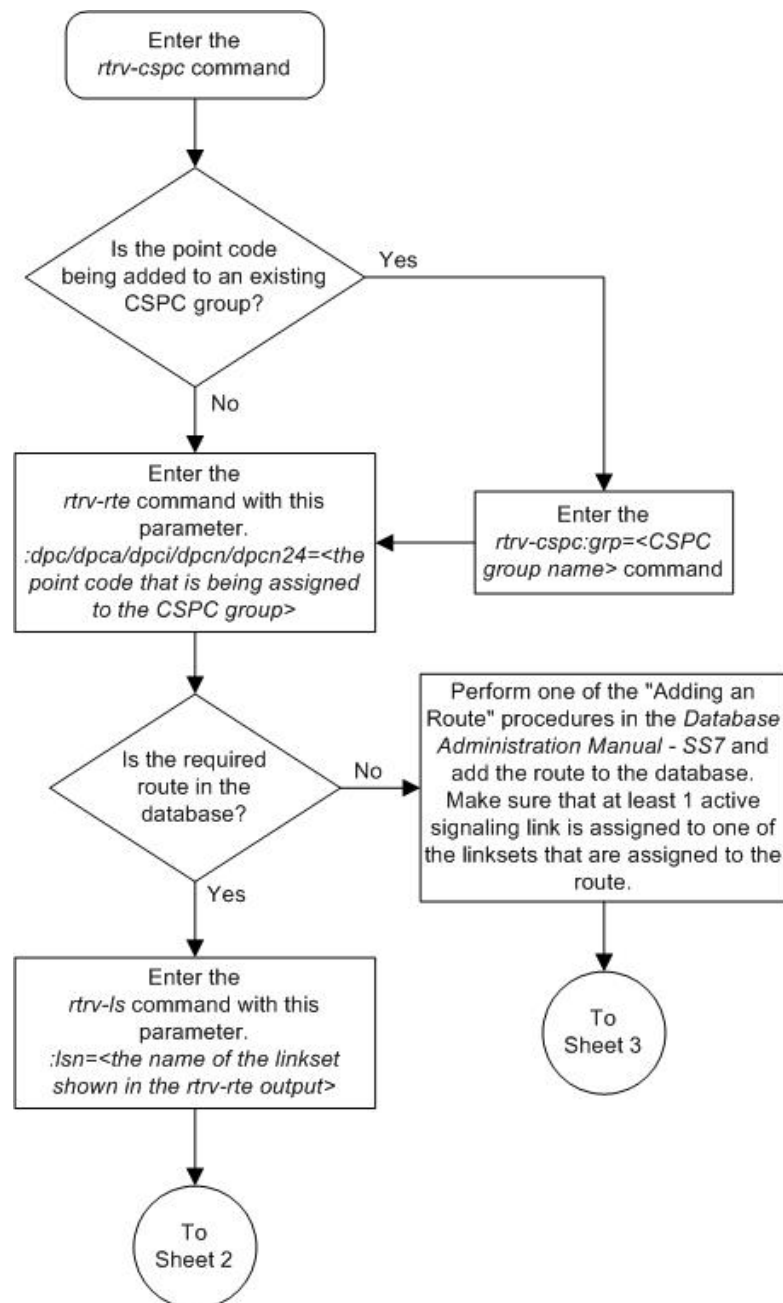 Enter the
rtrv-cspc command
Is the point code
being added to an existing
CSPC group?
Yes
No
Enter the
rtrv-rte command with this
parameter.
:dpc/dpca/dpci/dpcn/dpcn24=<the
point code that is being assigned
to the CSPC group>
Enter the
rtrv-cspc:grp=<CSPC
group name> command
Is the required
route in the
database?
No
Yes
Perform one of the "Adding an
Route" procedures in the Database
Administration Manual - SS7 and
add the route to the database.
Make sure that at least 1 active
signaling link is assigned to one of
the linksets that are assigned to the
route.
Enter the
rtrv-ls command with this
parameter.
:lsn=<the name of the linkset
shown in the rtrv-rte output>
To
Sheet 3
To
Sheet 2